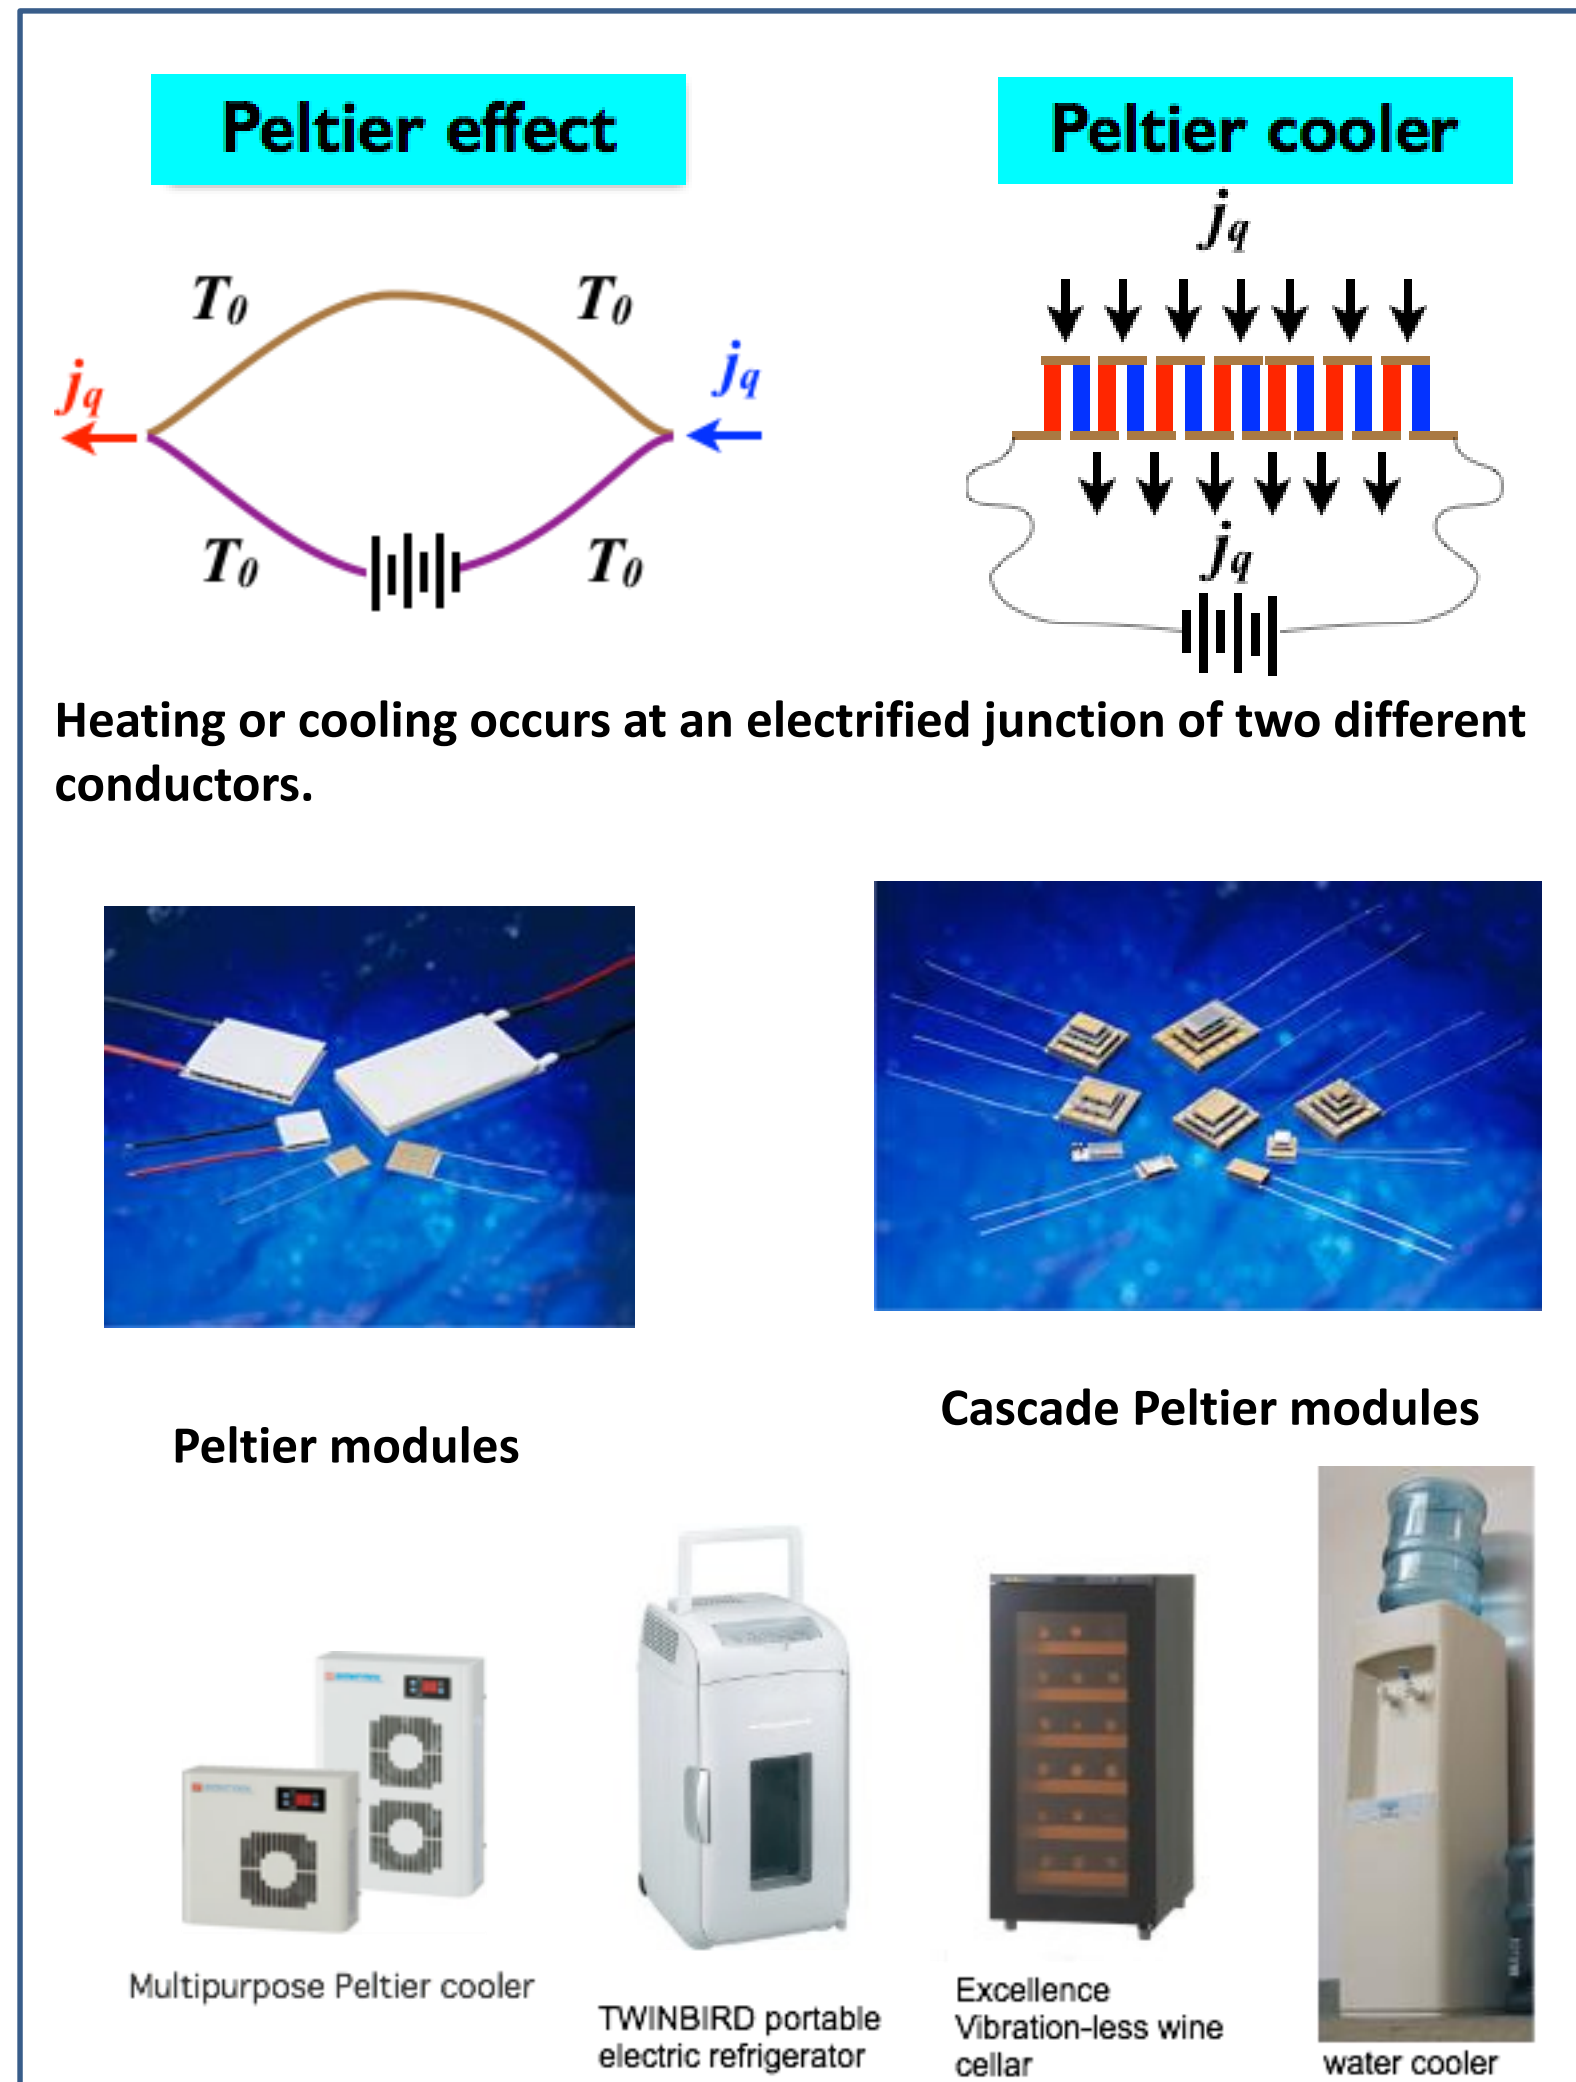 Peltier effect
Peltier cooler
T0
T0
jq
jq
T0
T0
jq
jq
Heating or cooling occurs at an electrified junction of two different
conductors.
Peltier modules
Cascade Peltier modules
Multipurpose Peltier cooler
TWINBIRD portable
electric refrigerator
Excellence
Vibration-less wine
cellar
water cooler